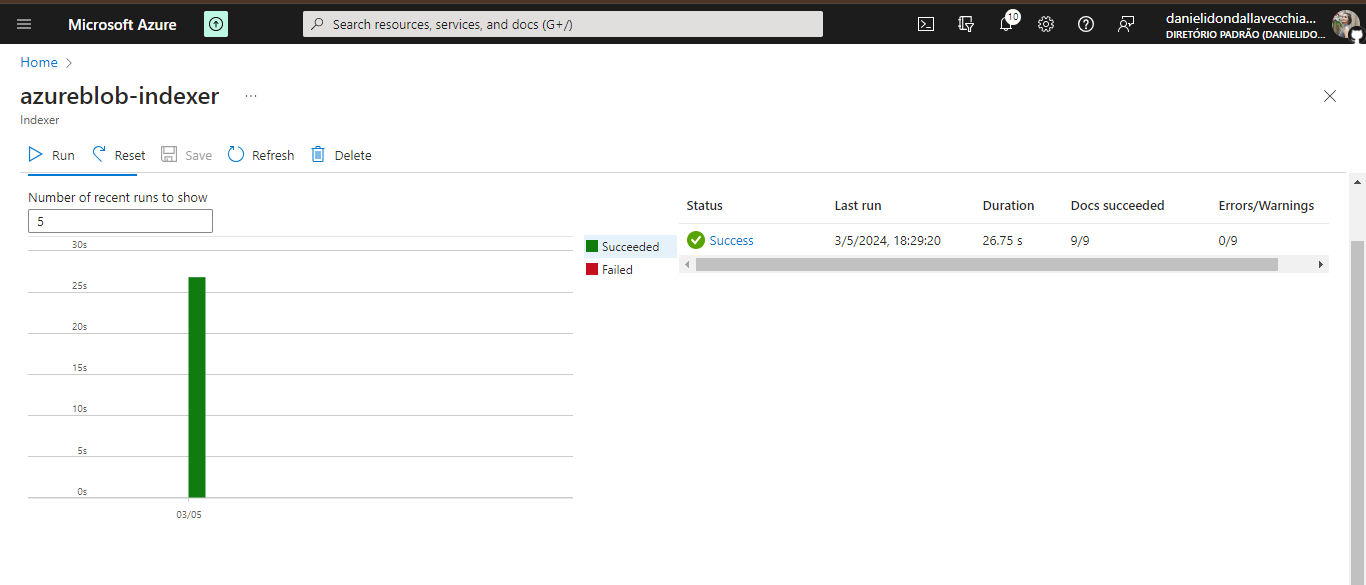 Microsoft Azure
Search resources, services, and docs (G+/)
10
danielidondallavecchia...
DIRETÓRIO PADRÃO (DANIELIDO...
Home
azureblob-indexer
...
Indexer
Run
Reset
Save
Refresh
Delete
Number of recent runs to show
5
30s
25s
20s
15s
10s
5s
0s
03/05
Succeeded
Failed
Status Last run Duration Docs succeeded Errors/Warnings
Success 3/5/2024, 18:29:20 26.75 s 9/9 0/9